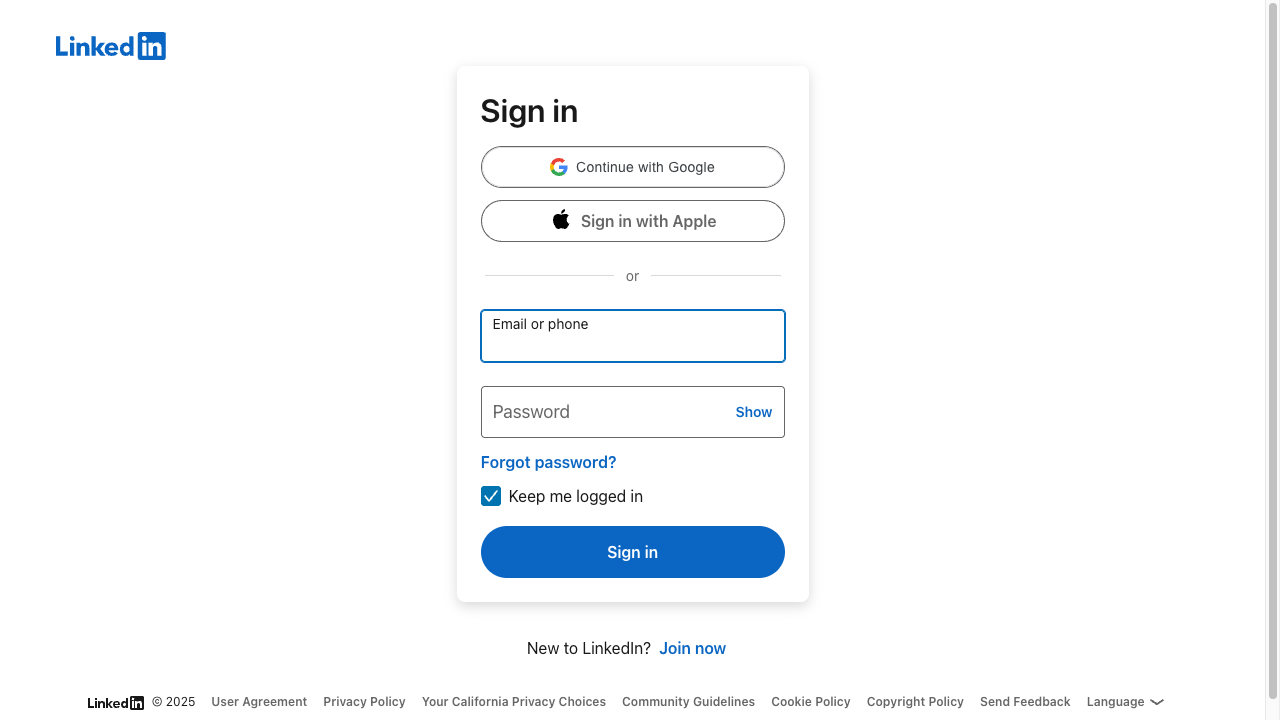 LinkedIn
Sign in
Continue with Google
Sign in with Apple
or
Email or phone
Password Show
Forgot password?
Keep me logged in
Sign in
New to LinkedIn? Join now
LinkedIn © 2025 User Agreement Privacy Policy Your California Privacy Choices Community Guidelines Cookie Policy Copyright Policy Send Feedback Language